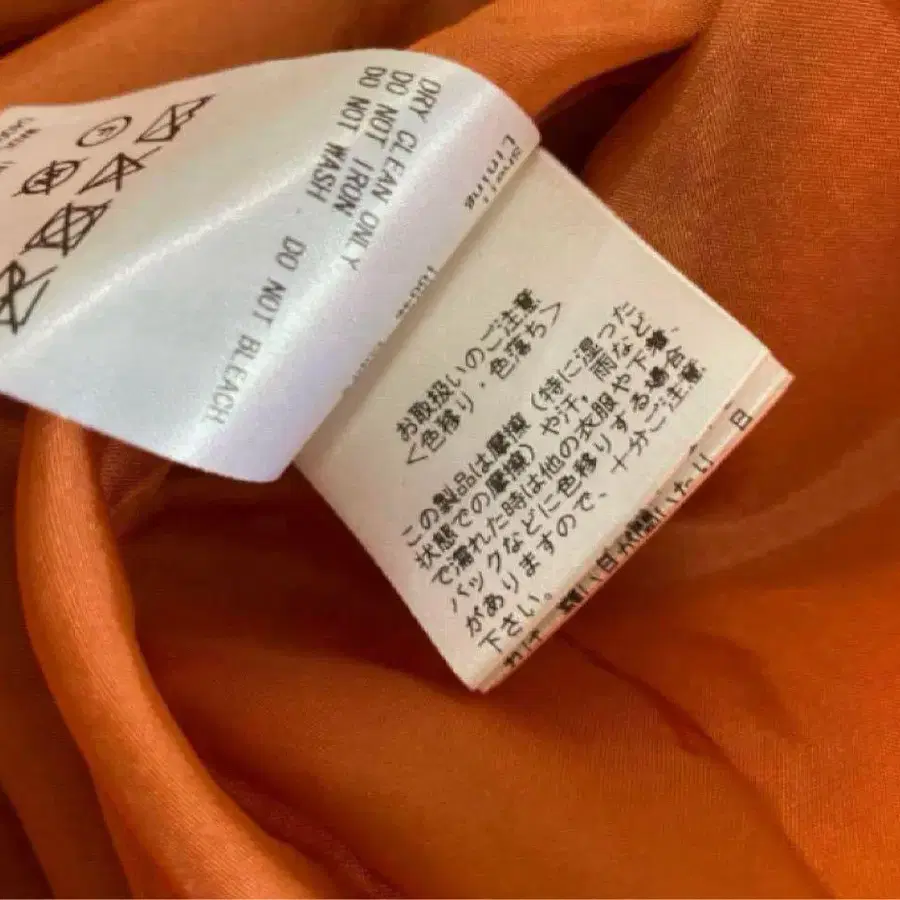 DRY CLEAN ONLY
DO NOT IRON
DO NOT WASH . DO NOT BLEACH
Lining
お取扱いのご注意
<色移り・色落ち>
この製品は摩擦（特に湿った
状態での摩擦）や汗，雨など
で濡れた時は他の衣服や下着、
バックなどに色移りする場合
がありますので、十分ご注意
下さい。